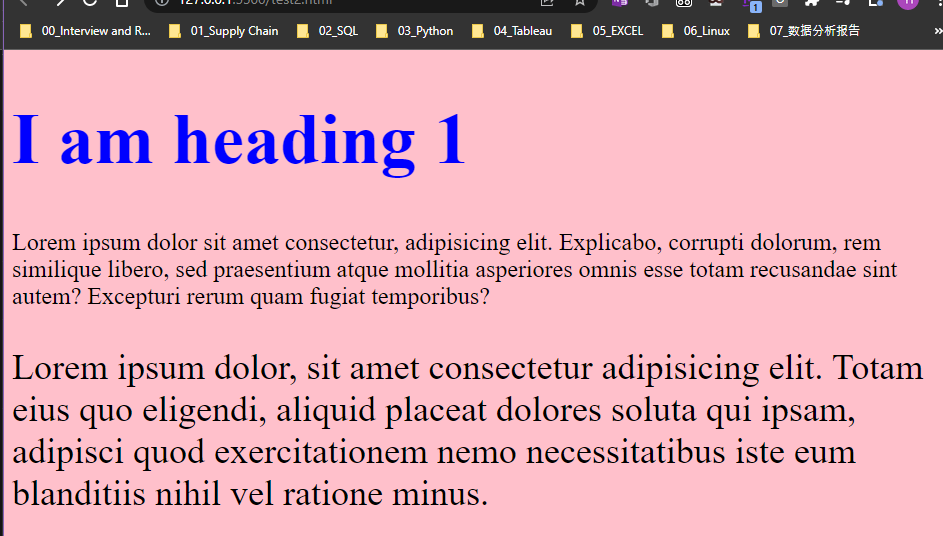 127.0.0.1:5500/test2.html
00_Interview and R... 01_Supply Chain 02_SQL 03_Python 04_Tableau 05_EXCEL 06_Linux 07_数据分析报告 »
I am heading 1
Lorem ipsum dolor sit amet consectetur, adipisicing elit. Explicabo, corrupti dolorum, rem
similique libero, sed praesentium atque mollitia asperiores omnis esse totam recusandae sint
autem? Excepturi rerum quam fugiat temporibus?
Lorem ipsum dolor, sit amet consectetur adipisicing elit. Totam
eius quo eligendi, aliquid placeat dolores soluta qui ipsam,
adipisci quod exercitationem nemo necessitatibus iste eum
blanditiis nihil vel ratione minus.